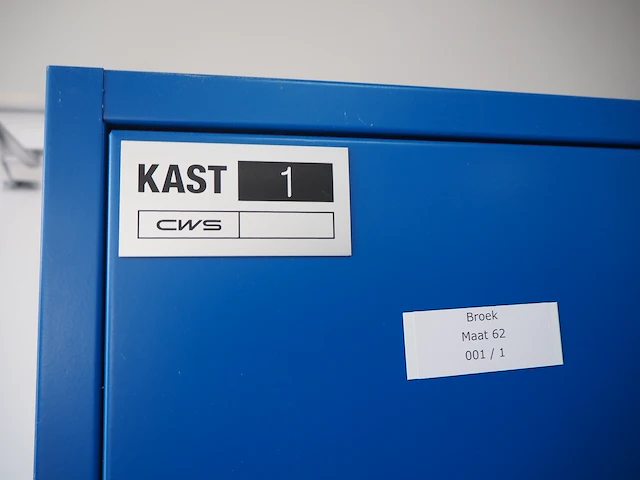 KAST 1
CWS
Broek
Maat 62
001 / 1